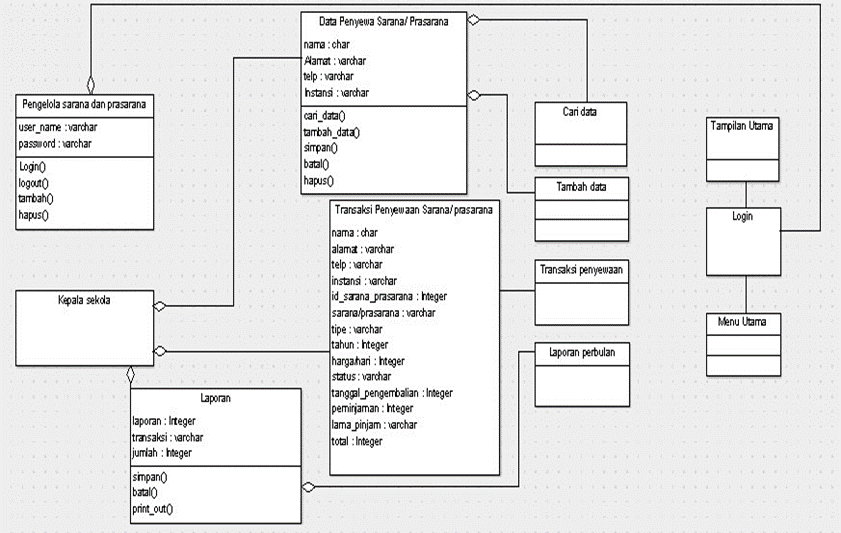 Data Penyewa Sarana/ Prasarana
nama : char
Alamat : varchar
telp : varchar
Instansi : varchar
cari_data()
tambah_data()
simpan()
batal()
hapus()
Pengelola sarana dan prasarana
user_name : varchar
password : varchar
Login()
logout()
tambah()
hapus()
Cari data
Tambah data
Tampilan Utama
Login
Menu Utama
Transaksi Penyewaan Sarana/prasarana
nama : char
alamat : varchar
telp : varchar
instansi : varchar
id_sarana_prasarana : Integer
sarana/prasarana : varchar
tipe : varchar
tahun : Integer
harga/hari : Integer
status : varchar
tanggal_pengembalian : Integer
peminjaman : Integer
lama_pinjam : varchar
total : Integer
Transaksi penyewaan
Kepala sekola
Laporan perbulan
Laporan
laporan : Integer
transaksi : varchar
jumlah : Integer
simpan()
batal()
print_out()